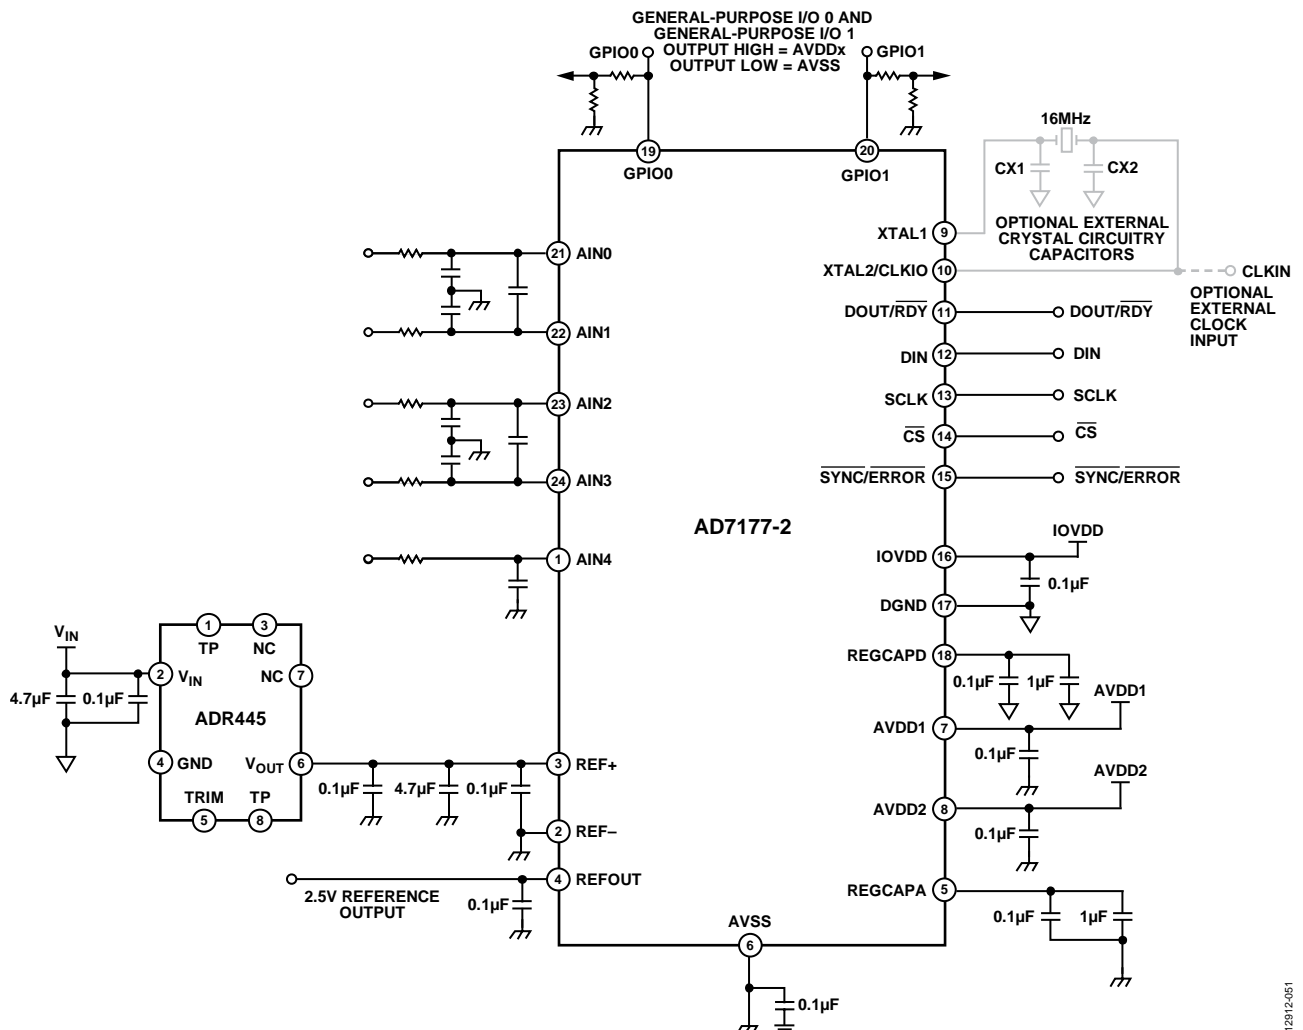 GENERAL-PURPOSE I/O 0 AND
GENERAL-PURPOSE I/O 1
OUTPUT HIGH = AVDDx
OUTPUT LOW = AVSS
GPIO0
GPIO1
19
GPIO0
20
GPIO1
16MHz
CX1
CX2
OPTIONAL EXTERNAL
CRYSTAL CIRCUITRY
CAPACITORS
XTAL1 9
XTAL2/CLKIO 10
CLKIN
OPTIONAL
EXTERNAL
CLOCK
INPUT
21 AIN0
22 AIN1
23 AIN2
24 AIN3
1 AIN4
DOUT/RDY 11 DOUT/RDY
DIN 12 DIN
SCLK 13 SCLK
CS 14 CS
SYNC/ERROR 15 SYNC/ERROR
AD7177-2
IOVDD
IOVDD 16
0.1µF
DGND 17
REGCAPD 18
0.1µF
1µF
AVDD1
AVDD1 7
0.1µF
AVDD2
AVDD2 8
0.1µF
REGCAPA 5
0.1µF
1µF
VIN
4.7µF
0.1µF
1
TP
3
NC
2 VIN
NC 7
ADR445
4 GND
VOUT 6
TRIM
5
TP
8
0.1µF
4.7µF
0.1µF
3 REF+
2 REF–
4 REFOUT
2.5V REFERENCE
OUTPUT
0.1µF
AVSS
6
0.1µF
12912-051